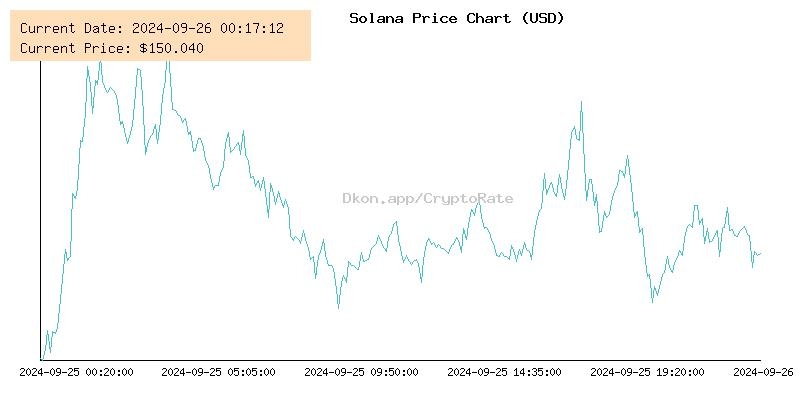 Solana Price Chart (USD)
Current Date: 2024-09-26 00:17:12
Current Price: $150.040
Dkon.app/CryptoRate
2024-09-25 00:20:00 2024-09-25 05:05:00 2024-09-25 09:50:00 2024-09-25 14:35:00 2024-09-25 19:20:00 2024-09-26